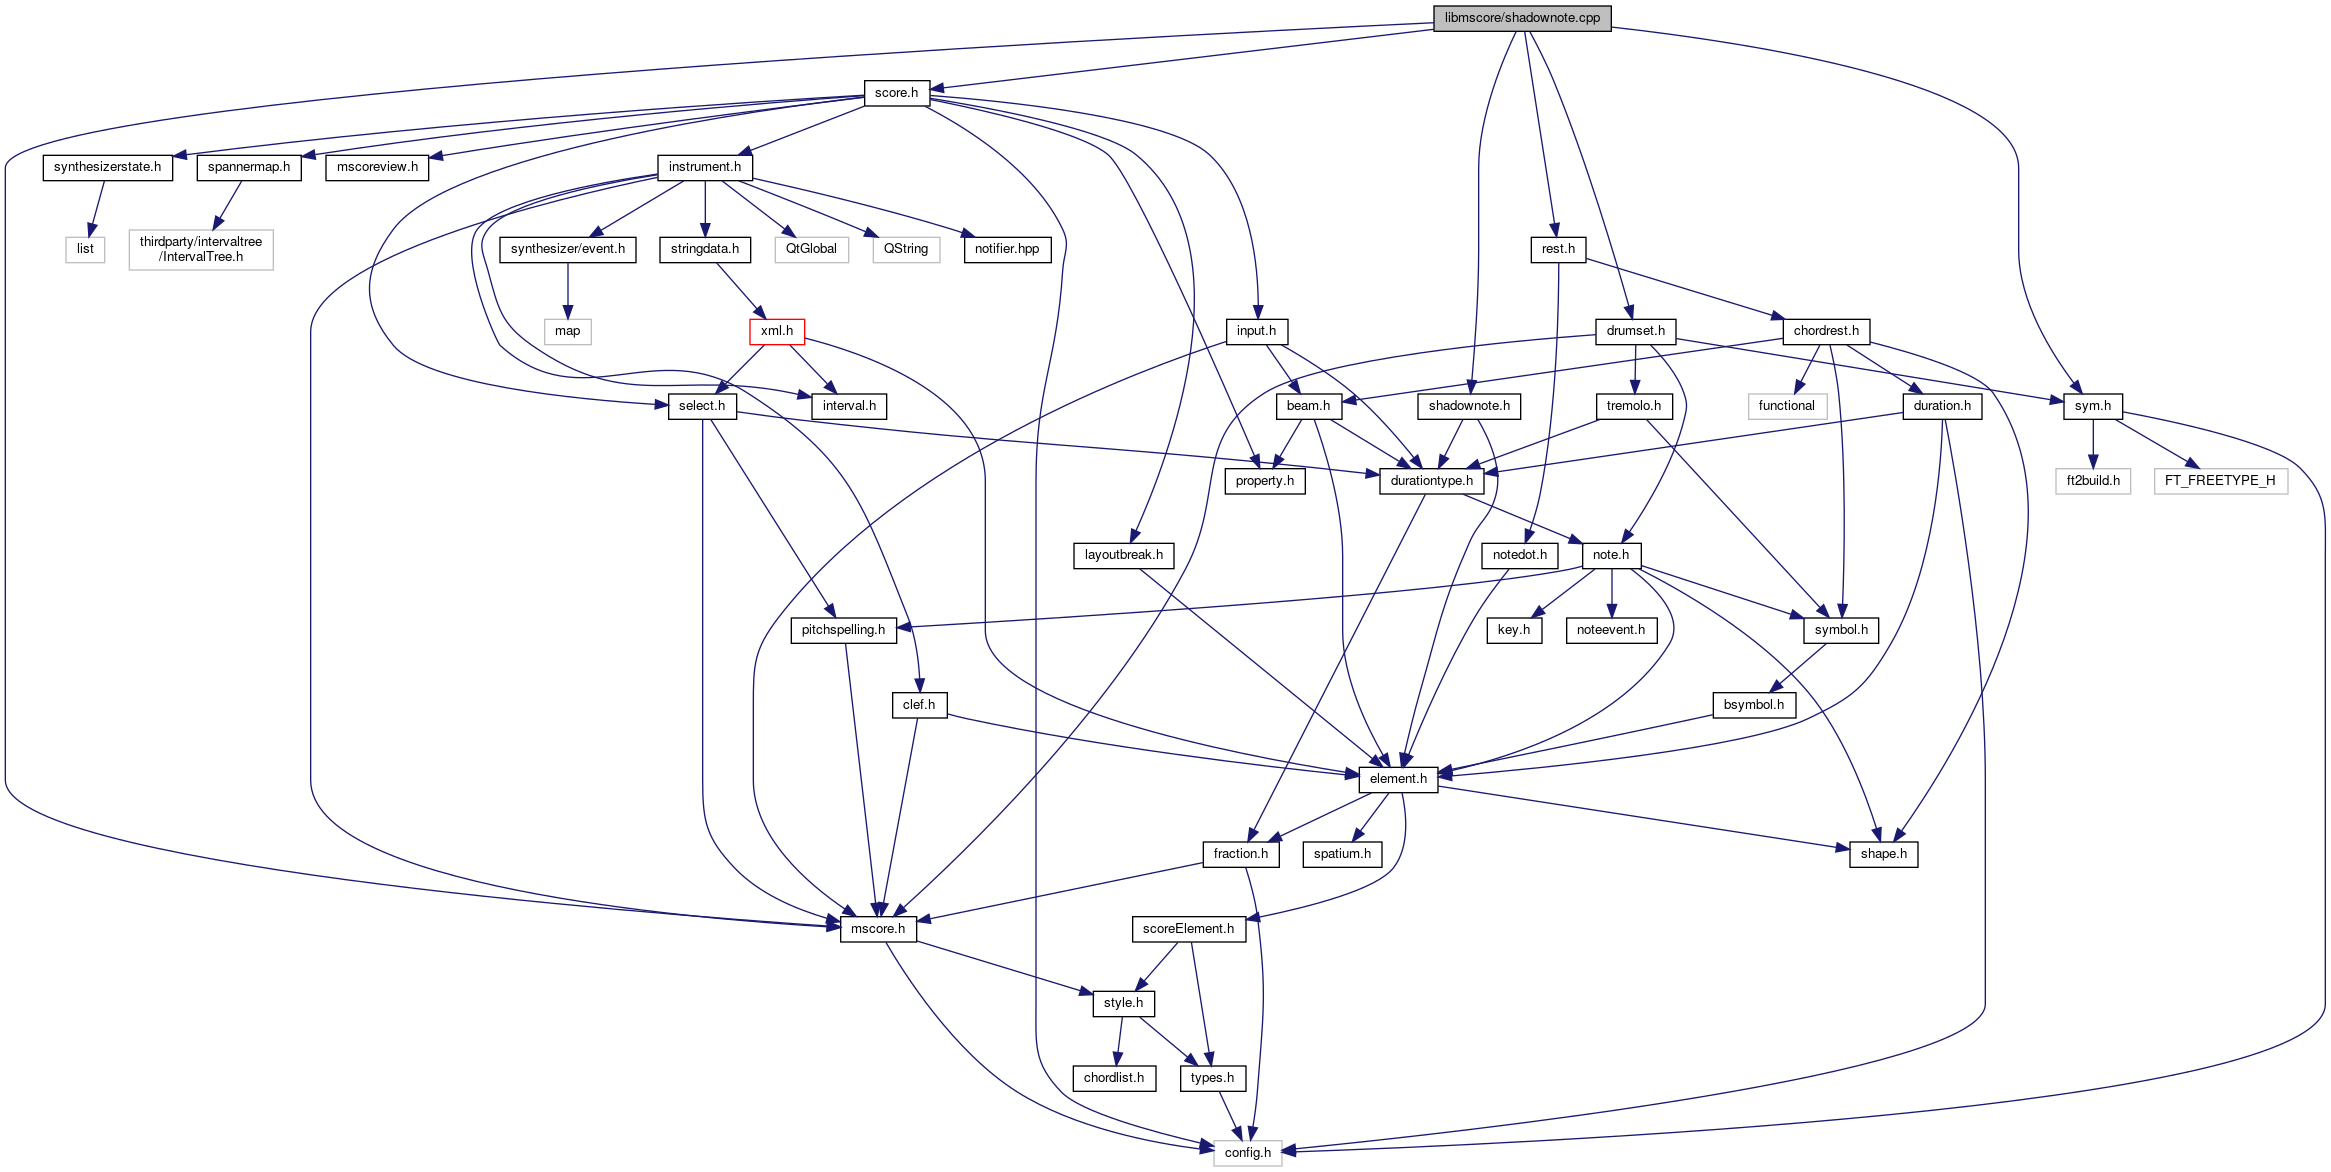 libmscore/shadownote.cpp
score.h
synthesizerstate.h
spannermap.h
mscoreview.h
instrument.h
list
thirdparty/intervaltree
/IntervalTree.h
synthesizer/event.h
stringdata.h
QtGlobal
QString
notifier.hpp
rest.h
map
xml.h
input.h
drumset.h
chordrest.h
select.h
interval.h
beam.h
shadownote.h
tremolo.h
functional
duration.h
sym.h
property.h
durationtype.h
ft2build.h
FT_FREETYPE_H
layoutbreak.h
notedot.h
note.h
pitchspelling.h
key.h
noteevent.h
symbol.h
clef.h
bsymbol.h
element.h
fraction.h
spatium.h
shape.h
mscore.h
scoreElement.h
style.h
chordlist.h
types.h
config.h